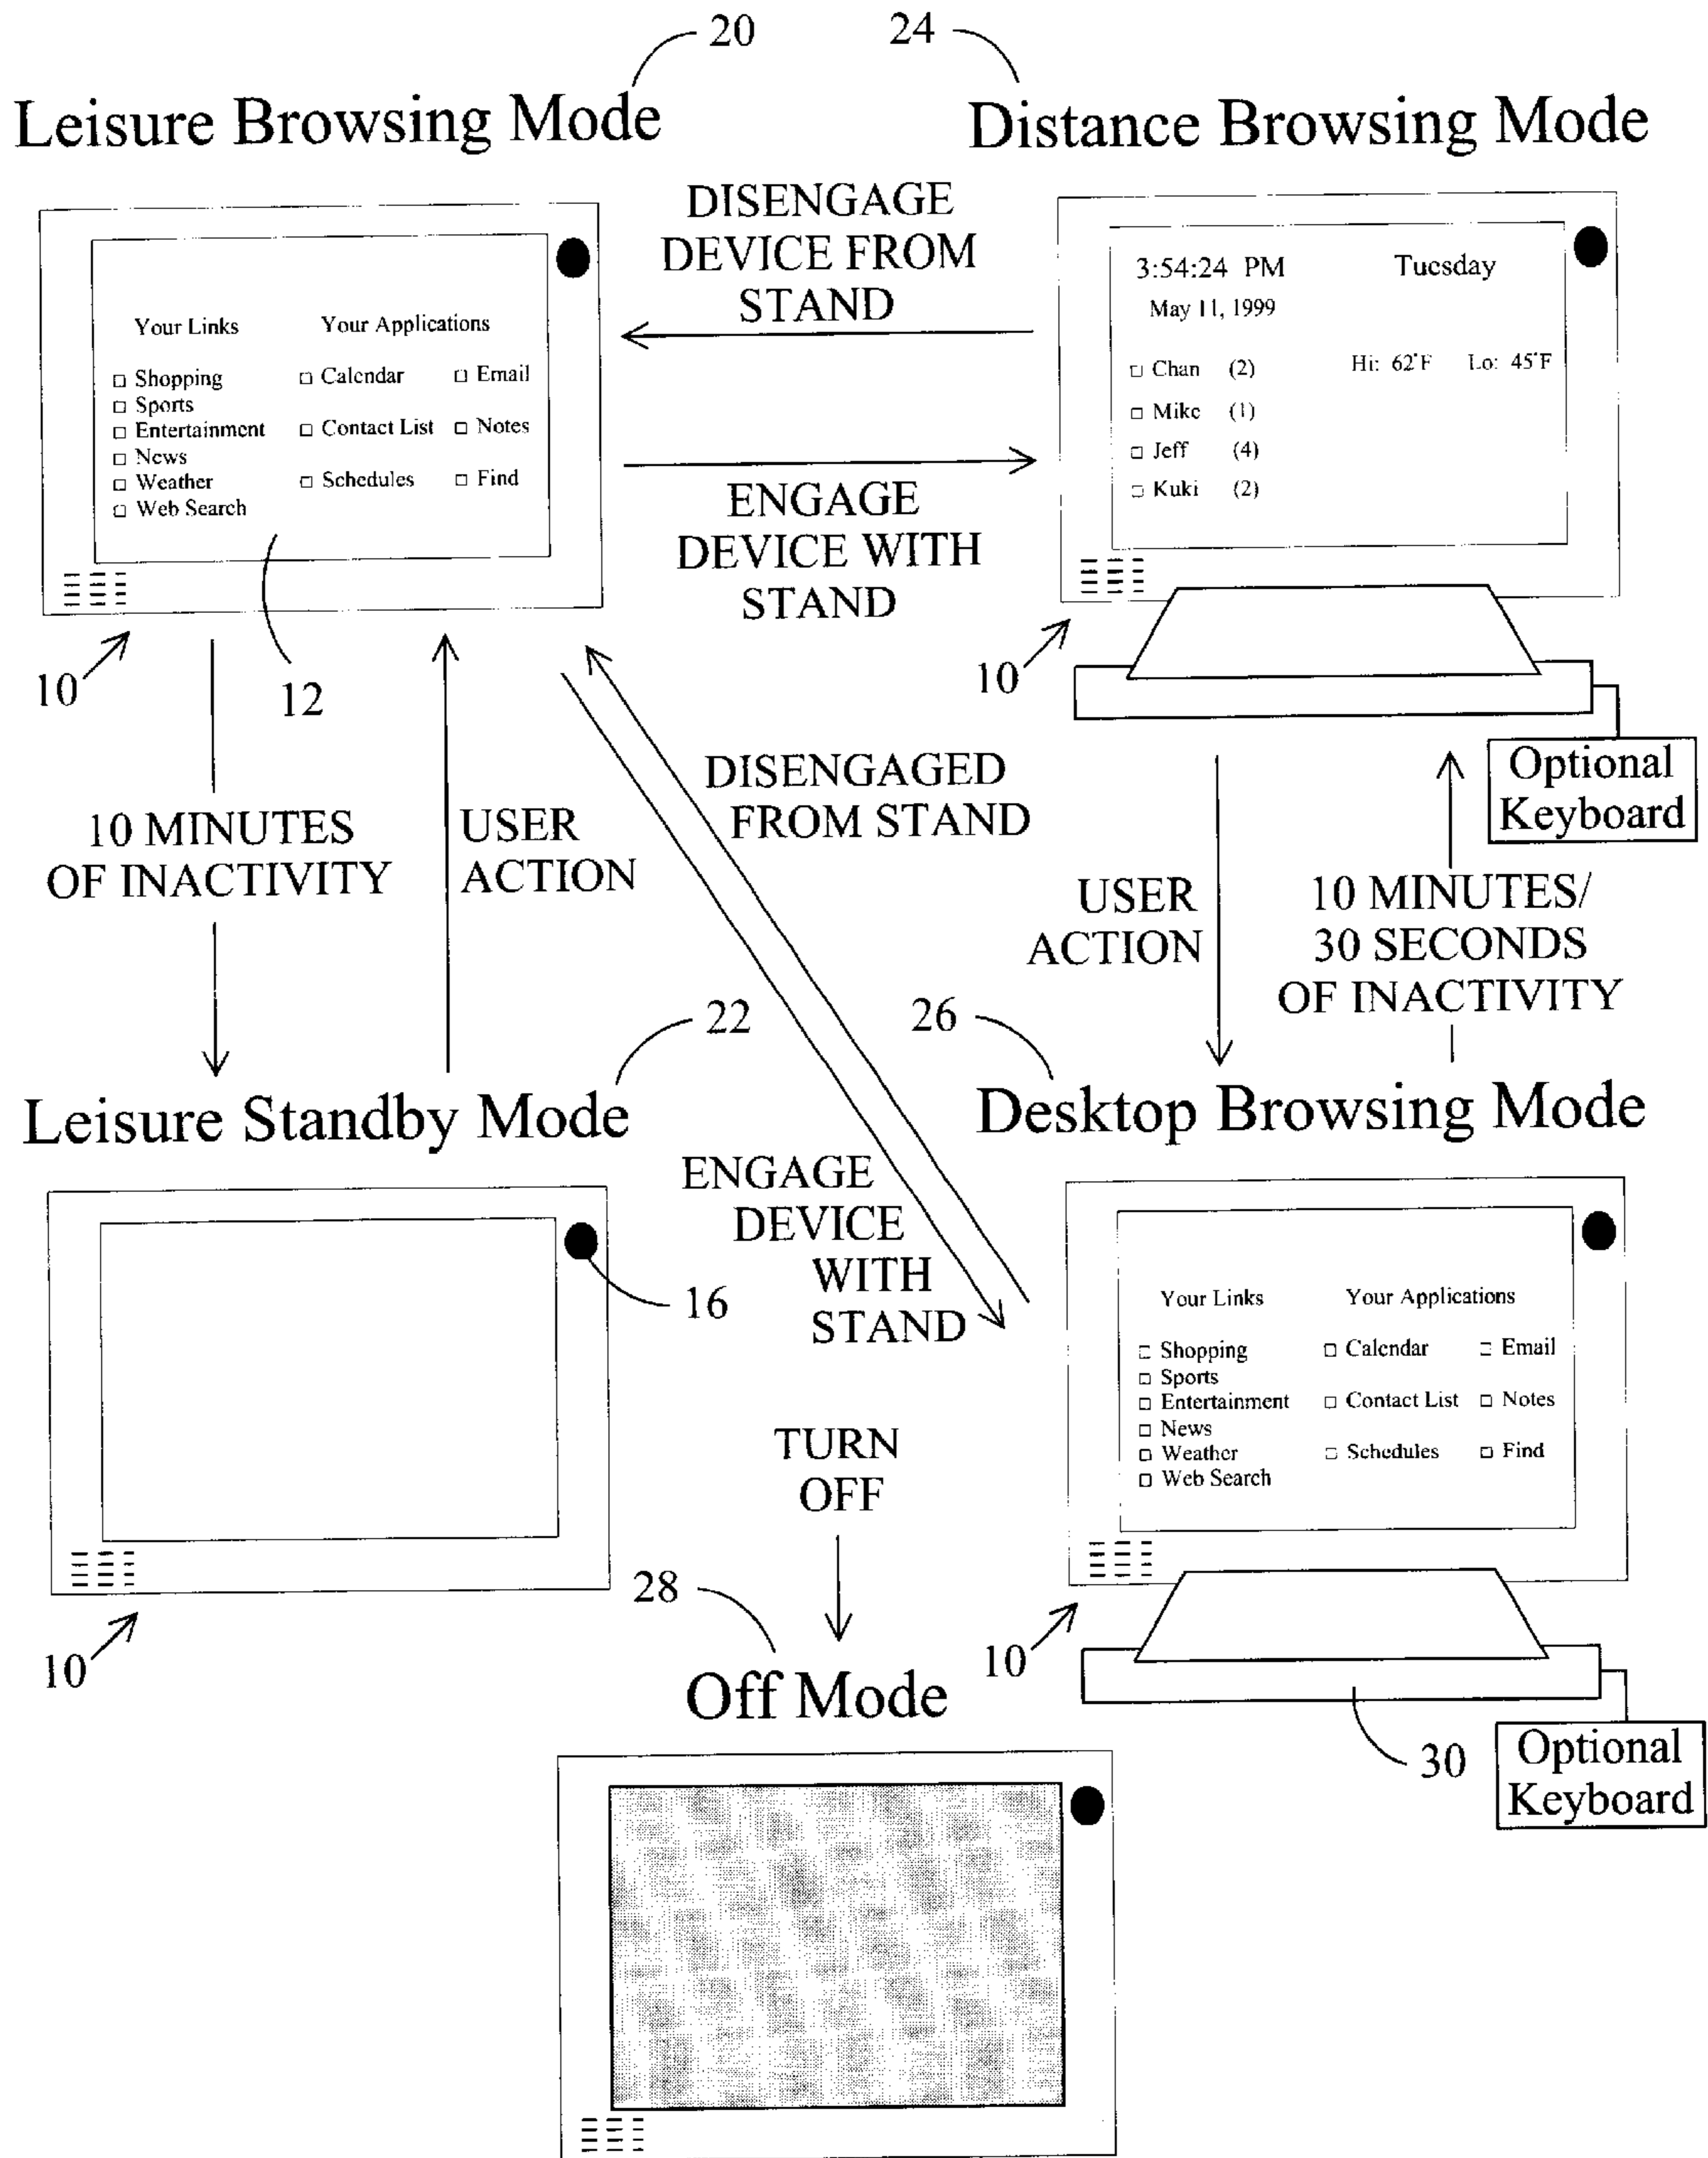 20
24
Leisure Browsing Mode
Distance Browsing Mode
Your Links Your Applications
Shopping Calendar Email
Sports
Entertainment Contact List Notes
News
Weather Schedules Find
Web Search
DISENGAGE
DEVICE FROM
STAND
ENGAGE
DEVICE WITH
STAND
3:54:24 PM Tuesday
May 11, 1999
Chan (2) Hi: 62°F Lo: 45°F
Mike (1)
Jeff (4)
Kuki (2)
10
12
10
Optional
Keyboard
10 MINUTES
OF INACTIVITY
USER
ACTION
DISENGAGED
FROM STAND
USER
ACTION
10 MINUTES/
30 SECONDS
OF INACTIVITY
22
26
Leisure Standby Mode
Desktop Browsing Mode
ENGAGE
DEVICE
WITH
STAND
16
Your Links Your Applications
Shopping Calendar Email
Sports
Entertainment Contact List Notes
News
Weather Schedules Find
Web Search
TURN
OFF
28
10
10
Off Mode
30
Optional
Keyboard